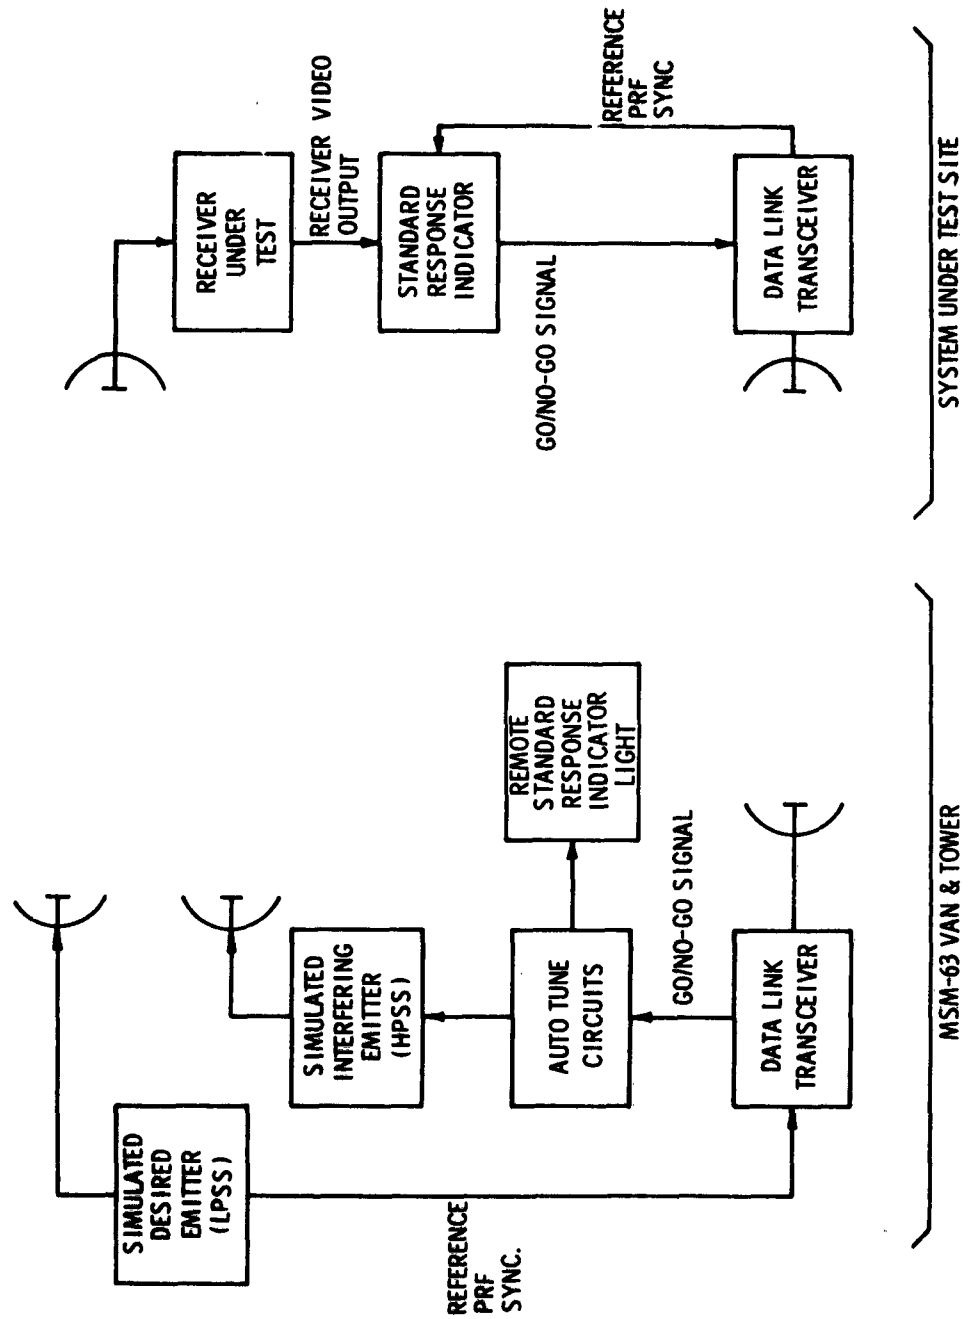 SIMULATED
DESIRED
EMITTER
(LPSS)
REFERENCE
PRF
SYNC.
SIMULATED
INTERFERING
EMITTER
(HPSS)
AUTO TUNE
CIRCUITS
REMOTE
STANDARD
RESPONSE
INDICATOR
LIGHT
GO/NO-GO SIGNAL
DATA LINK
TRANSCEIVER
MSM-63 VAN & TOWER
RECEIVER
UNDER
TEST
RECEIVER VIDEO
OUTPUT
STANDARD
RESPONSE
INDICATOR
REFERENCE
PRF
SYNC
GO/NO-GO SIGNAL
DATA LINK
TRANSCEIVER
SYSTEM UNDER TEST SITE